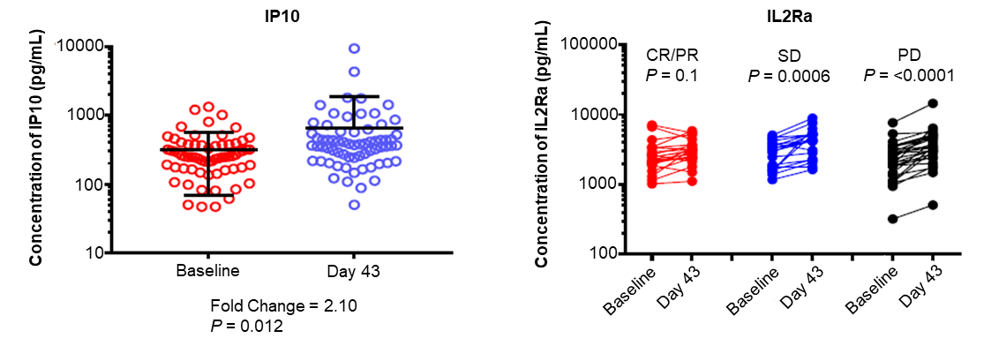 IP10
Concentration of IP10 (pg/mL)
10000
1000
100
10
Baseline
Day 43
Fold Change = 2.10
P = 0.012
IL2Ra
Concentration of IL2Ra (pg/mL)
100000
10000
1000
100
CR/PR
P = 0.1
SD
P = 0.0006
PD
P = <0.0001
Baseline
Day 43
Baseline
Day 43
Baseline
Day 43